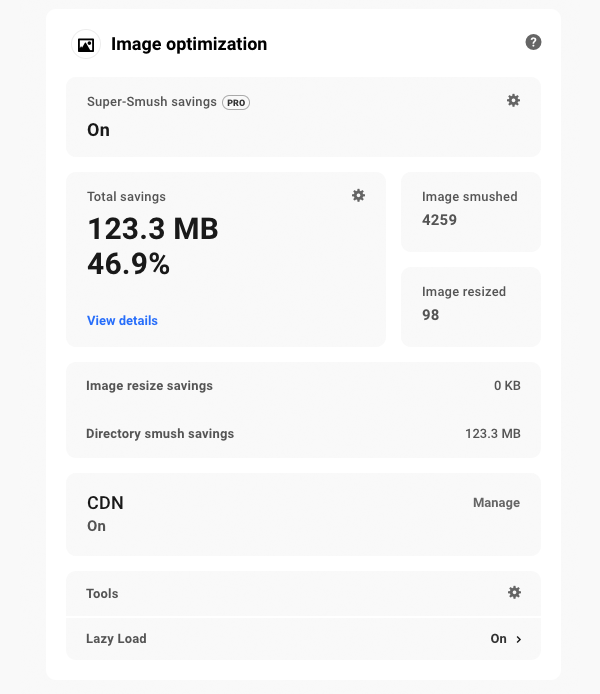 Image optimization
?
Super-Smush savings PRO
On
Total savings
123.3 MB
46.9%
View details
Image smushed
4259
Image resized
98
Image resize savings 0 KB
Directory smush savings 123.3 MB
CDN Manage
On
Tools
Lazy Load On